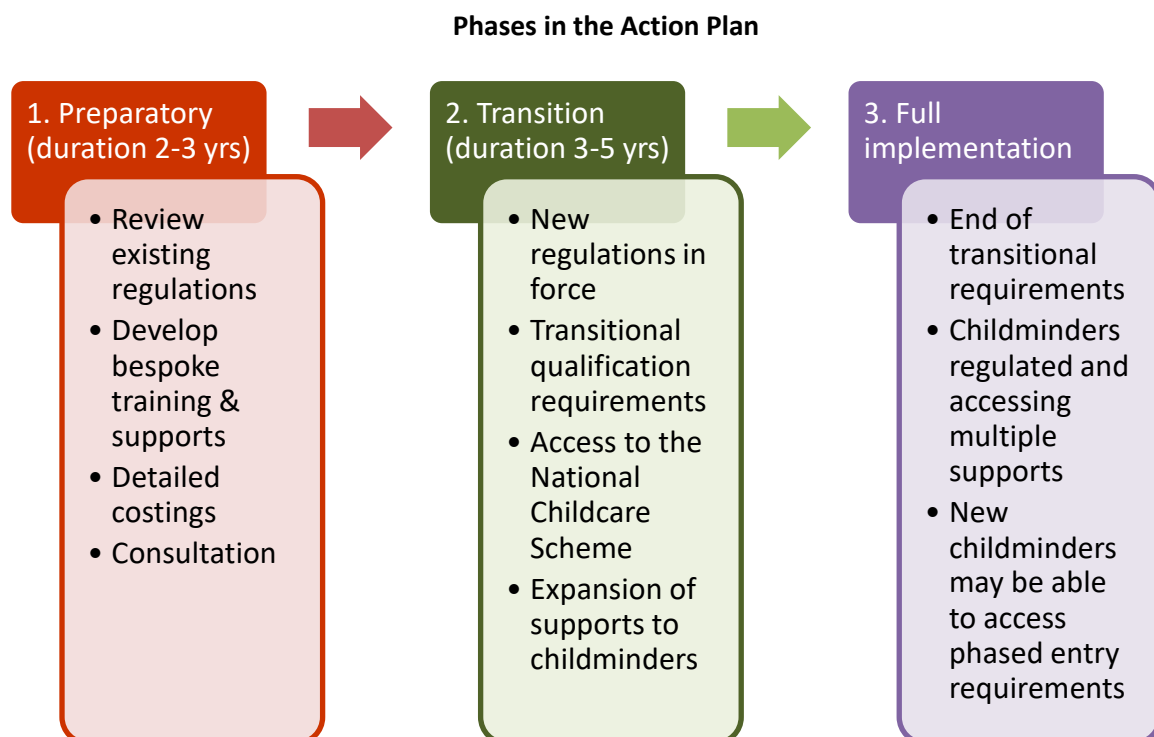 Phases in the Action Plan
1. Preparatory
(duration 2-3 yrs)
• Review
existing
regulations
• Develop
bespoke
training &
supports
• Detailed
costings
• Consultation
2. Transition
(duration 3-5 yrs)
• New
regulations in
force
• Transitional
qualification
requirements
• Access to the
National
Childcare
Scheme
• Expansion of
supports to
childminders
3. Full
implementation
• End of
transitional
requirements
• Childminders
regulated and
accessing
multiple
supports
• New
childminders
may be able
to access
phased entry
requirements